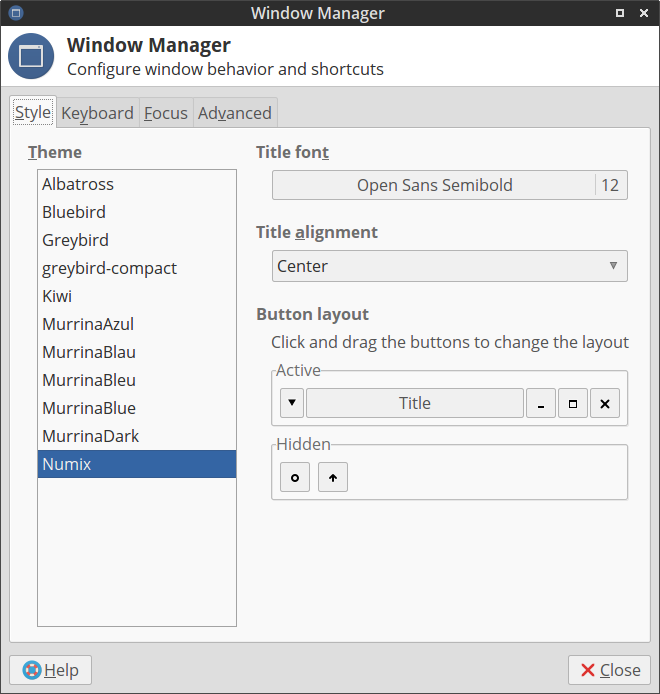 Window Manager
Window Manager
Configure window behavior and shortcuts
Style Keyboard Focus Advanced
Theme
Albatross
Bluebird
Greybird
greybird-compact
Kiwi
MurrinaAzul
MurrinaBlau
MurrinaBleu
MurrinaBlue
MurrinaDark
Numix
Title font
Open Sans Semibold 12
Title alignment
Center
Button layout
Click and drag the buttons to change the layout
Active
Title
Hidden
Help
Close